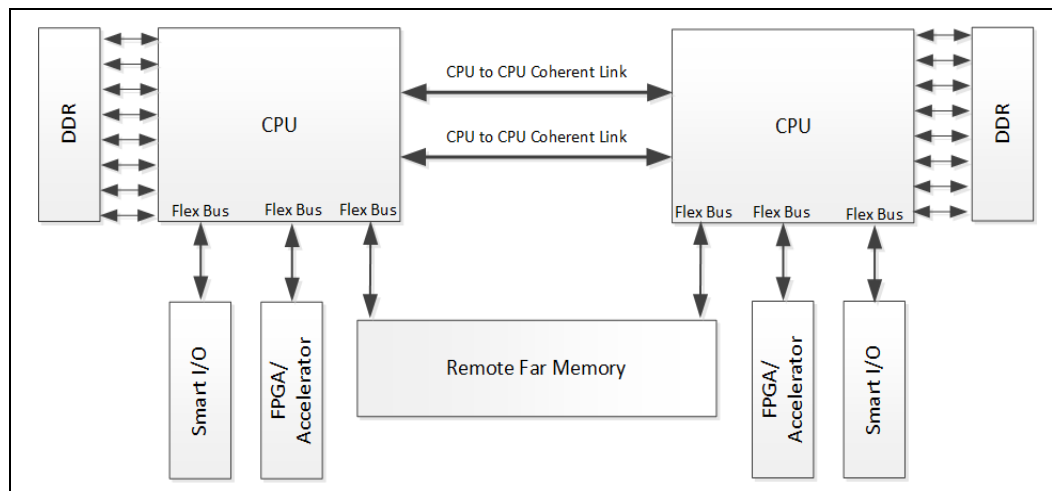 CPU to CPU Coherent Link
DDR
CPU
CPU
DDR
CPU to CPU Coherent Link
Flex Bus
Flex Bus
Flex Bus
Flex Bus
Flex Bus
Flex Bus
Smart I/O
FPGA/
Accelerator
Remote Far Memory
FPGA/
Accelerator
Smart I/O